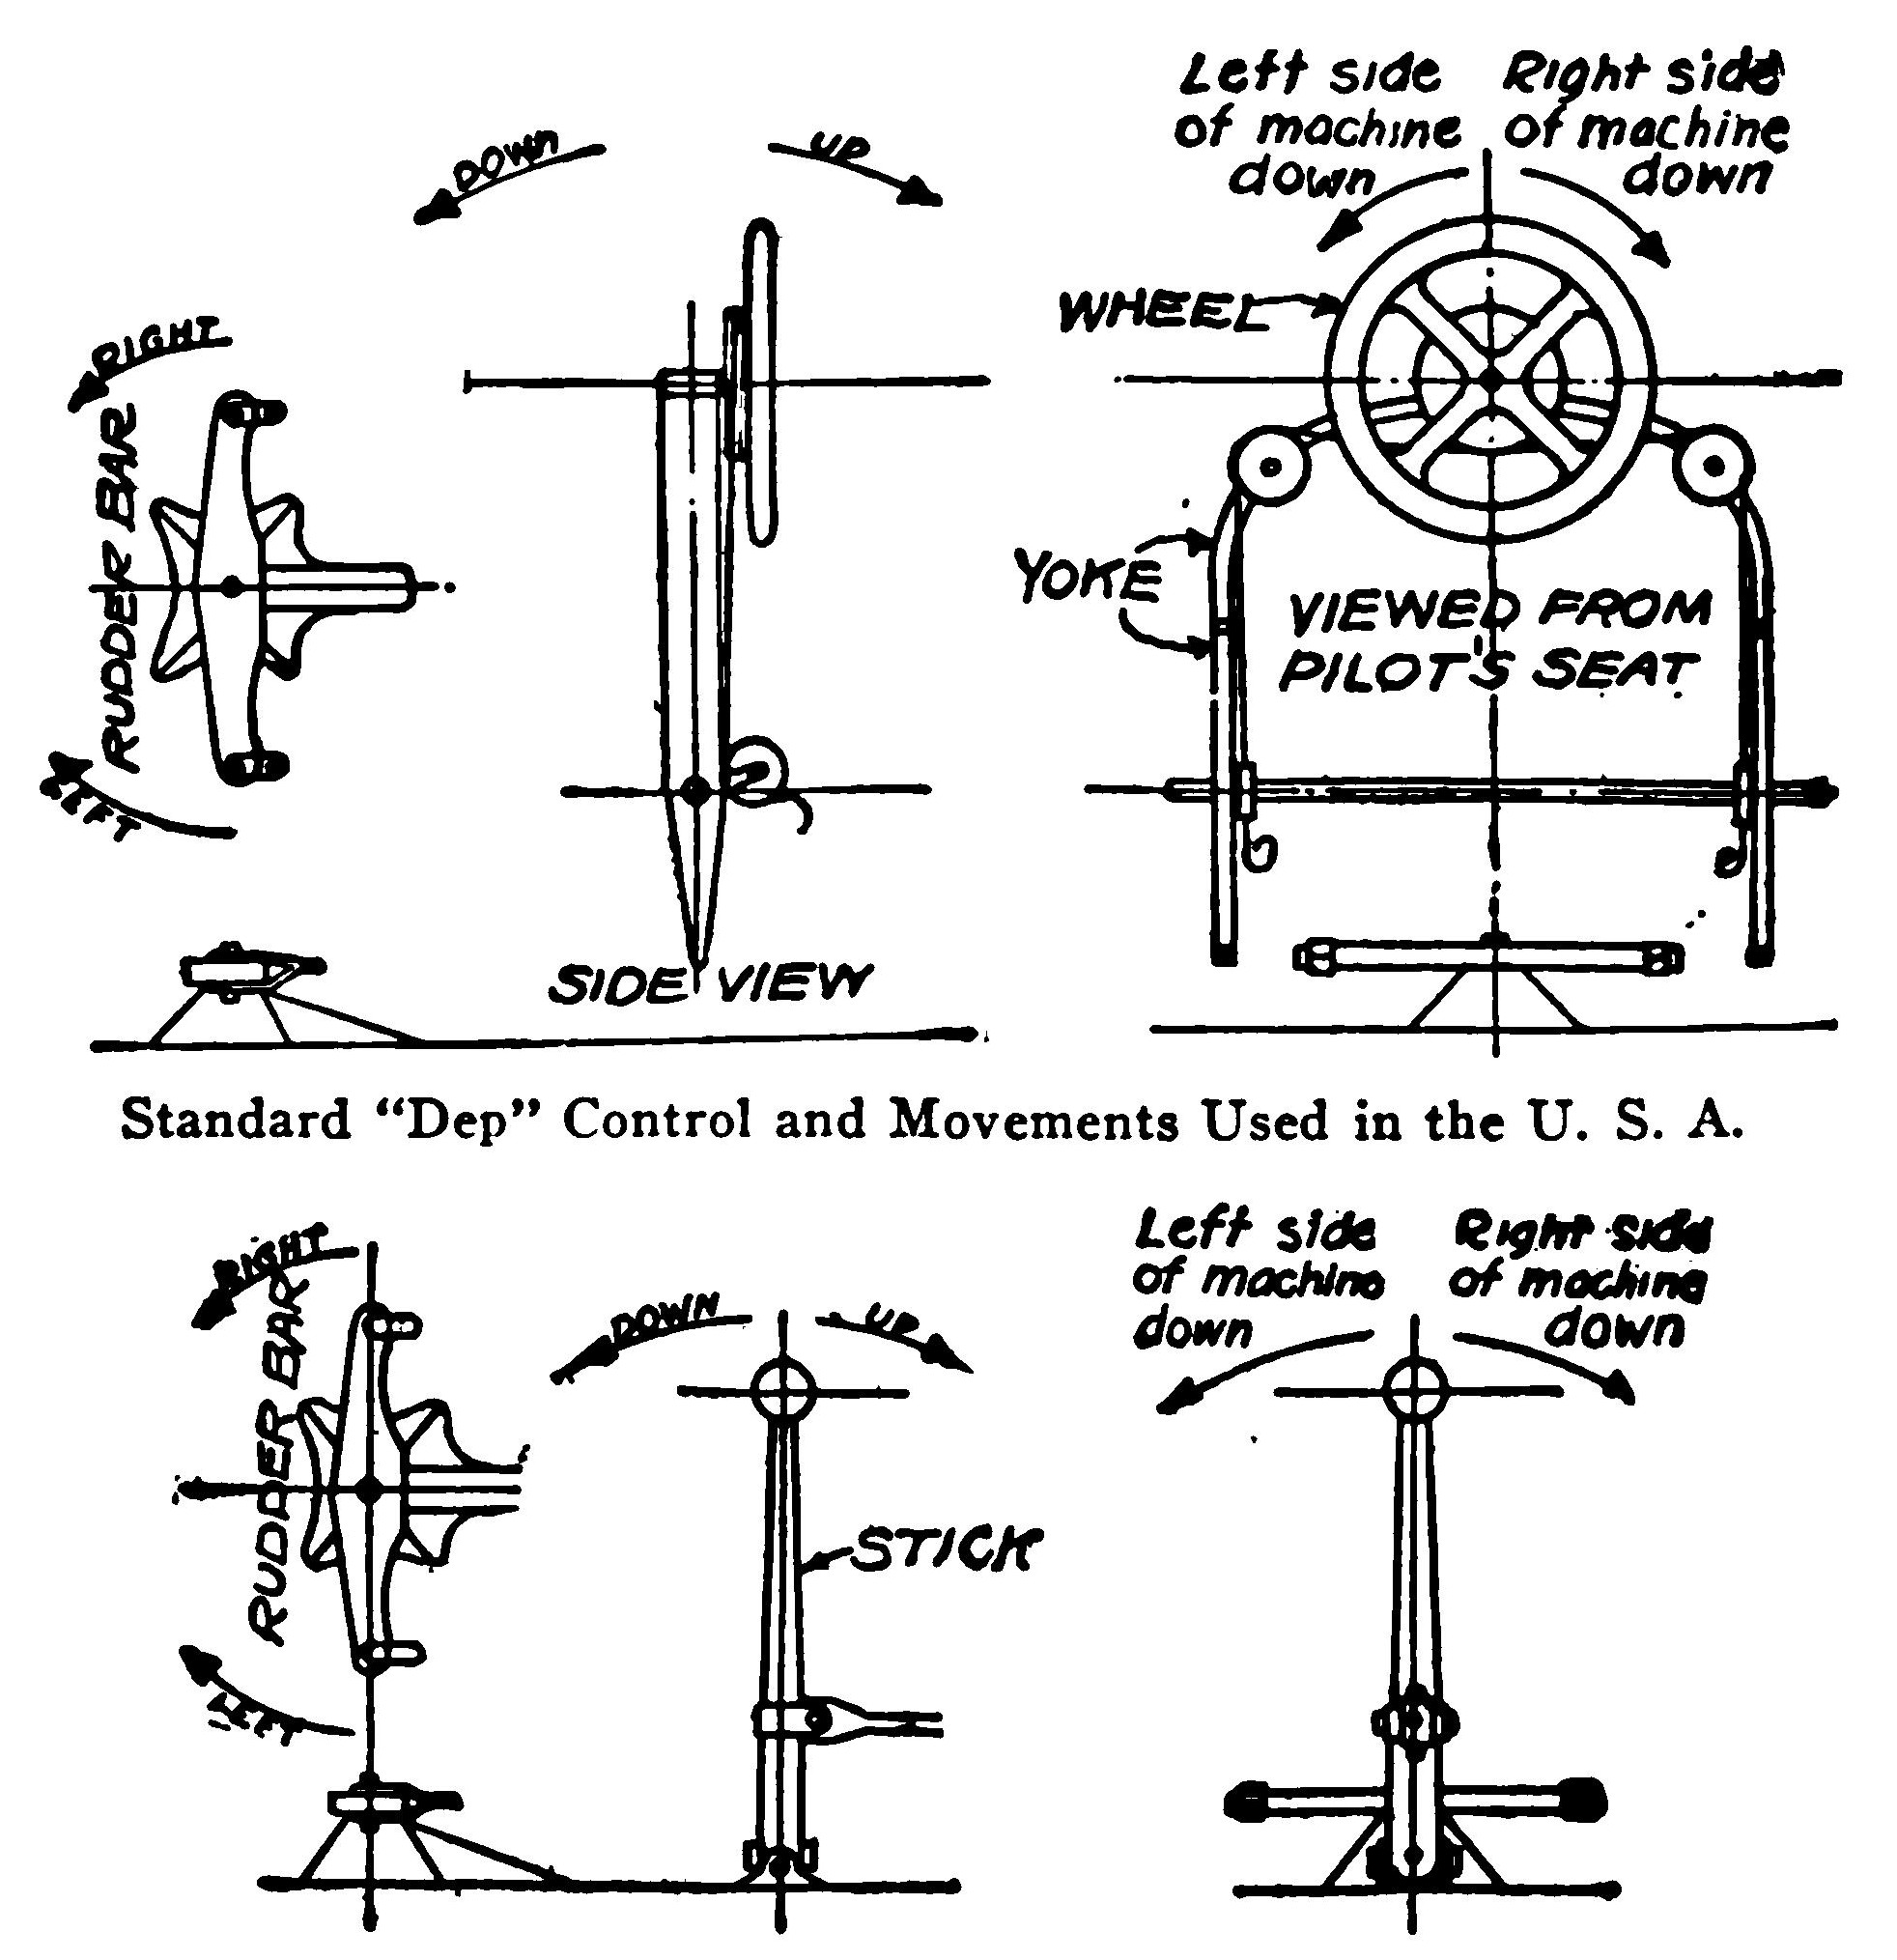 Left side
of machine
down
Right side
of machine
down
DOWN
UP
WHEEL
RIGHT
RUDDER BAR
LEFT
YOKE
VIEWED FROM
PILOT'S SEAT
SIDE VIEW
Standard “Dep” Control and Movements Used in the U. S. A.
RIGHT
RUDDER BAR
LEFT
DOWN
UP
STICK
Left side
of machine
down
Right side
of machine
down